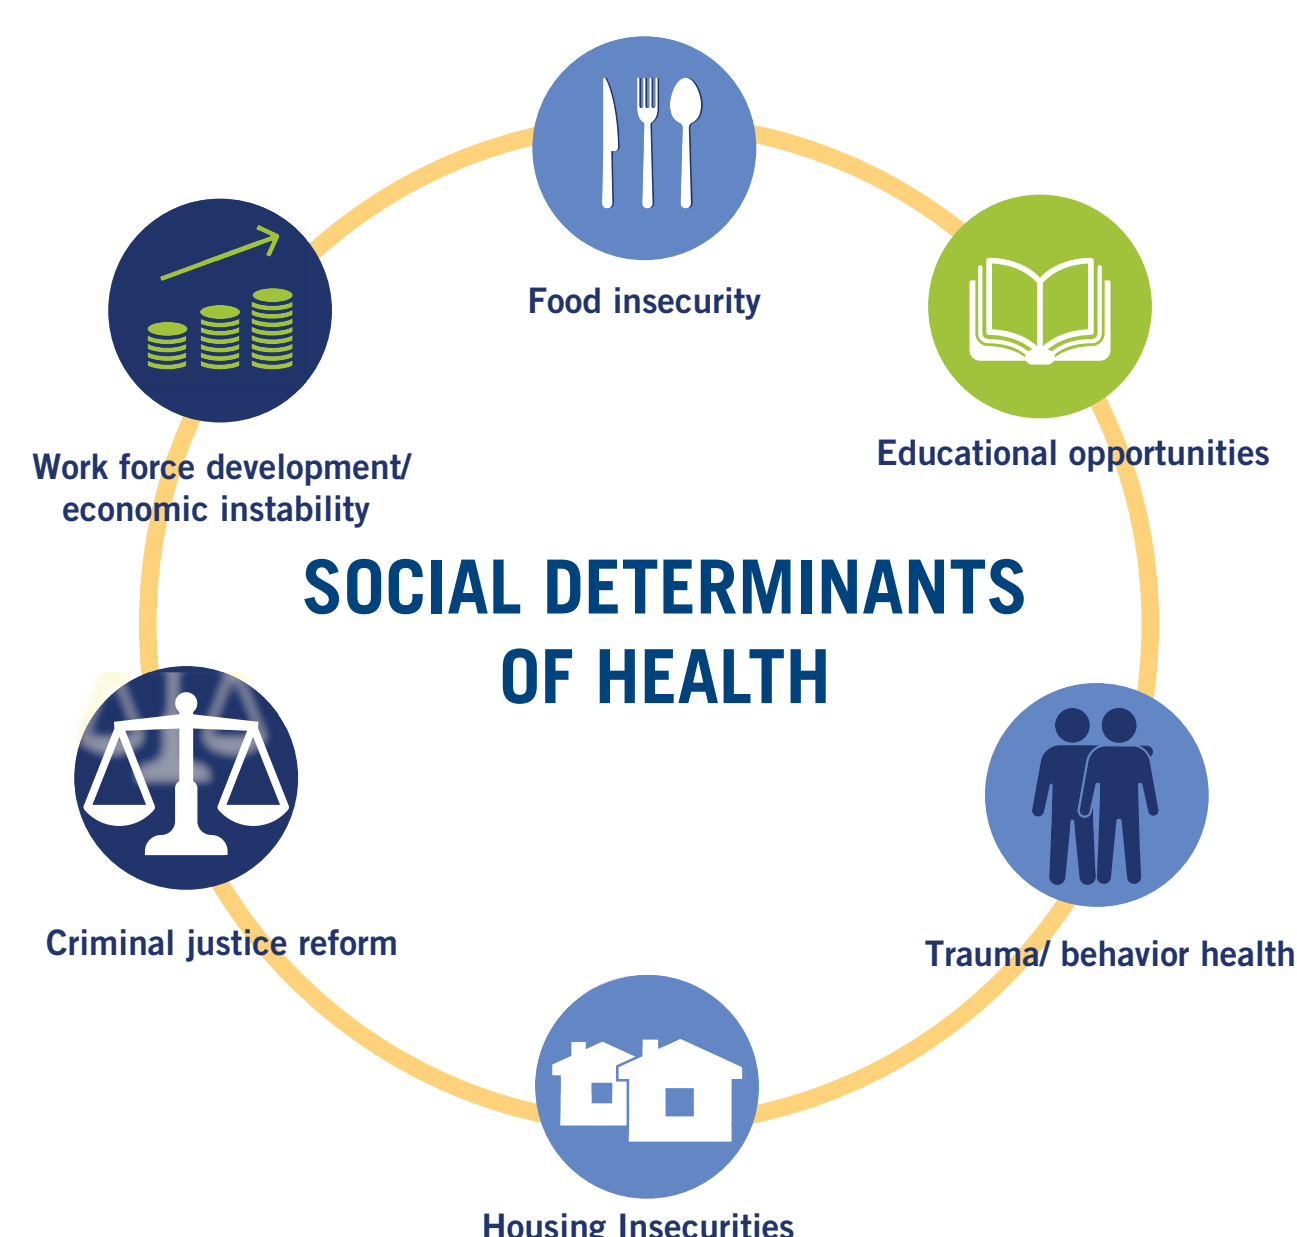 Food insecurity
Educational opportunities
Work force development/
economic instability
SOCIAL DETERMINANTS
OF HEALTH
Criminal justice reform
Trauma/ behavior health
Housing Insecurities